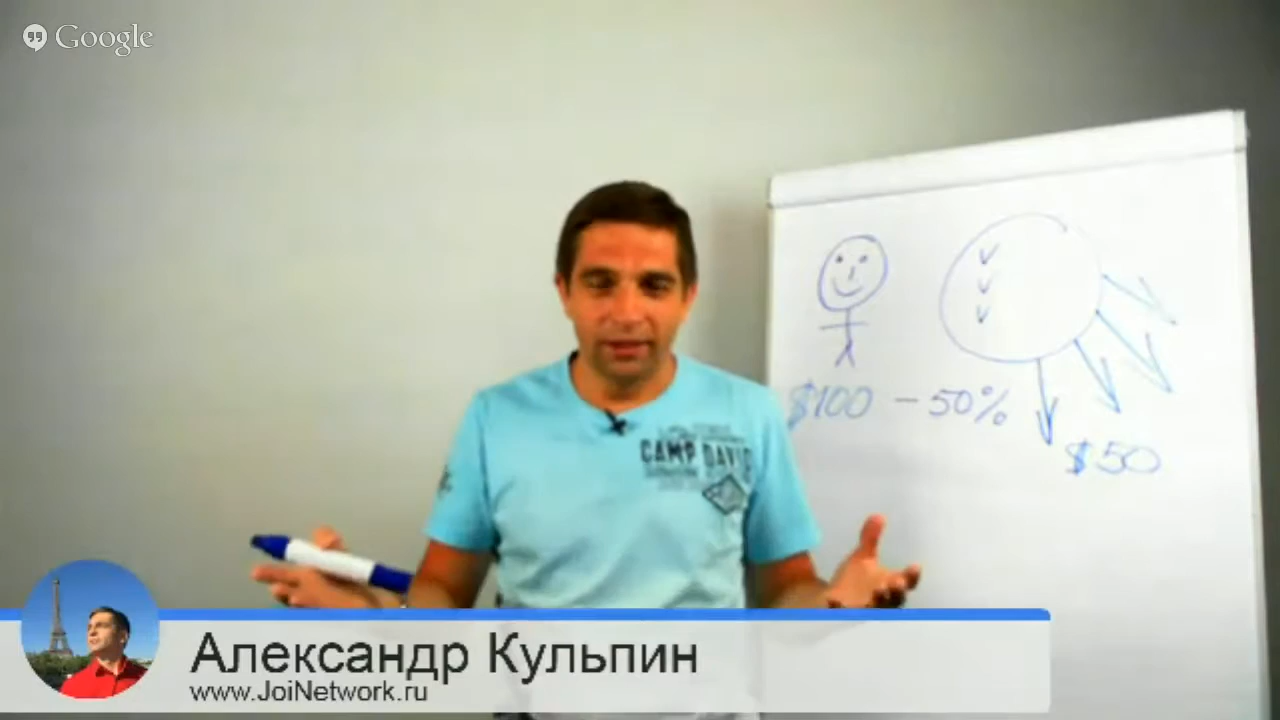 Google
CAMP DAVID
$100 - 50%
$50
Александр Кульпин
www.JoiNetwork.ru